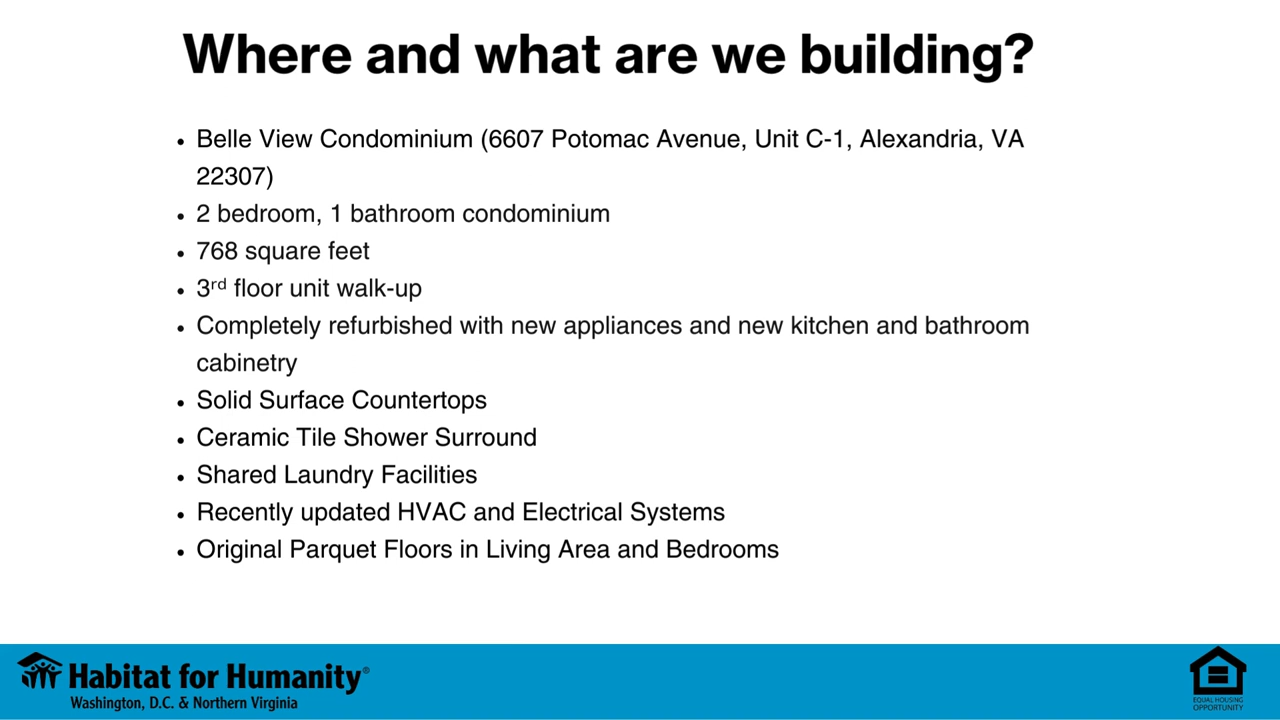 Where and what are we building?
• Belle View Condominium (6607 Potomac Avenue, Unit C-1, Alexandria, VA
22307)
• 2 bedroom, 1 bathroom condominium
• 768 square feet
• 3rd floor unit walk-up
• Completely refurbished with new appliances and new kitchen and bathroom
cabinetry
• Solid Surface Countertops
• Ceramic Tile Shower Surround
• Shared Laundry Facilities
• Recently updated HVAC and Electrical Systems
• Original Parquet Floors in Living Area and Bedrooms
Habitat for Humanity®
Washington, D.C. & Northern Virginia
EQUAL HOUSING
OPPORTUNITY